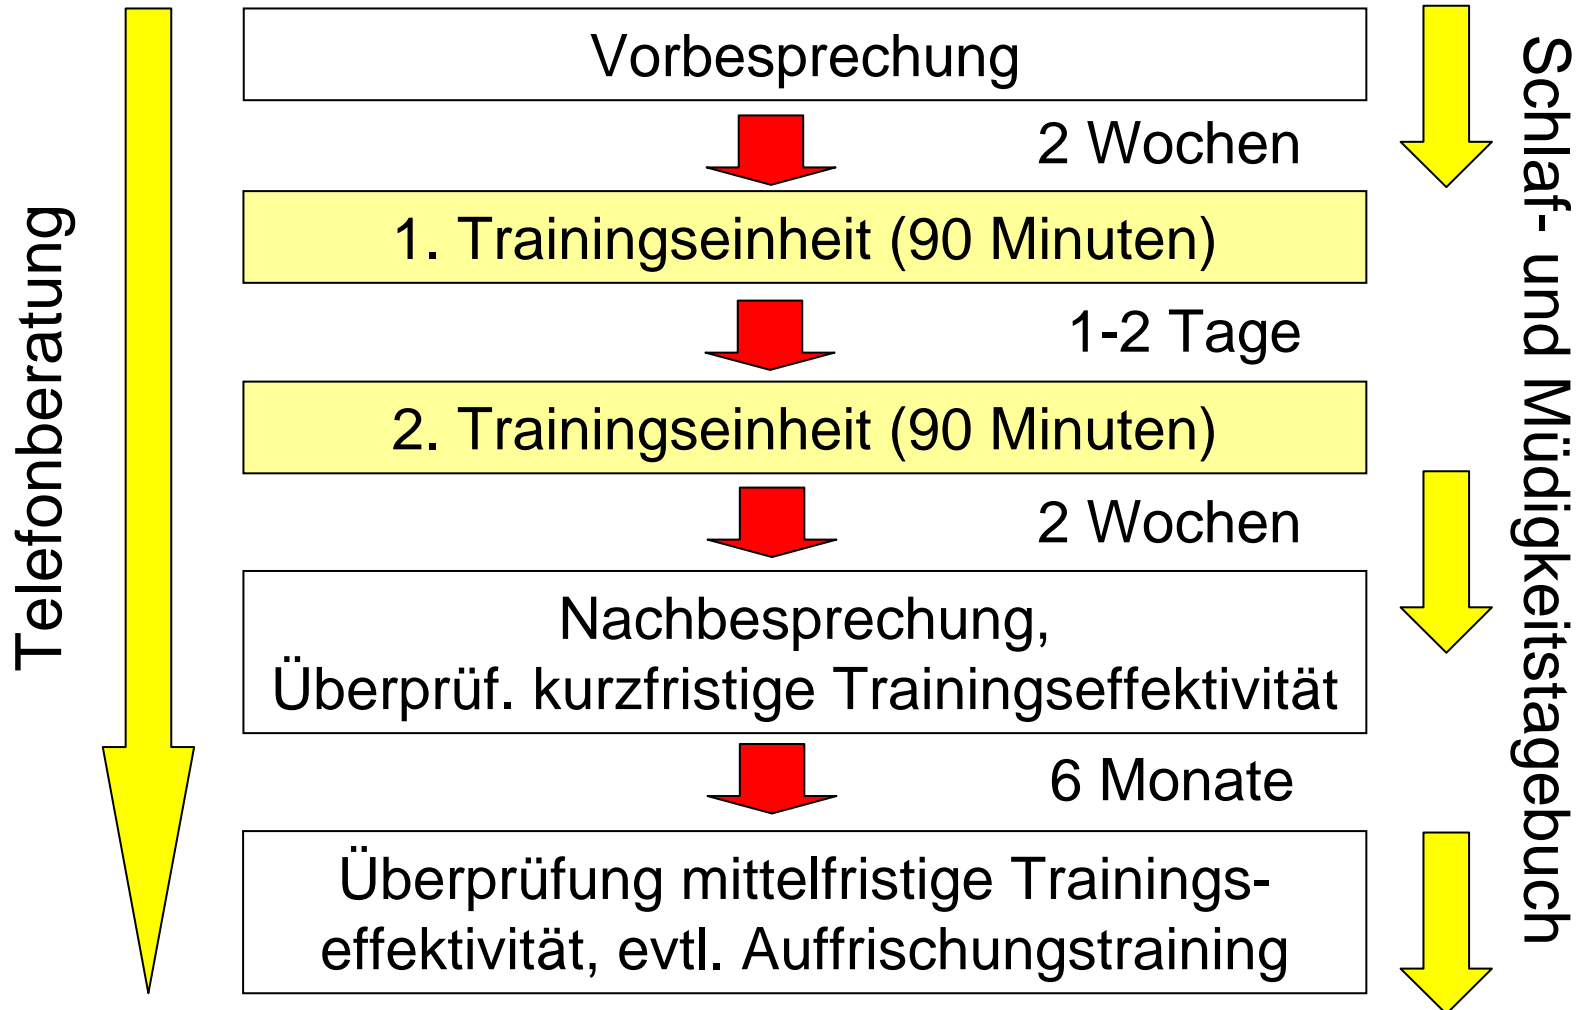 Telefonberatung
Vorbesprechung
2 Wochen
1. Trainingseinheit (90 Minuten)
1-2 Tage
2. Trainingseinheit (90 Minuten)
2 Wochen
Nachbesprechung,
Überprüf. kurzfristige Trainingseffektivität
6 Monate
Überprüfung mittelfristige Trainings-
effektivität, evtl. Auffrischungstraining
Schlaf- und Müdigkeitstagebuch